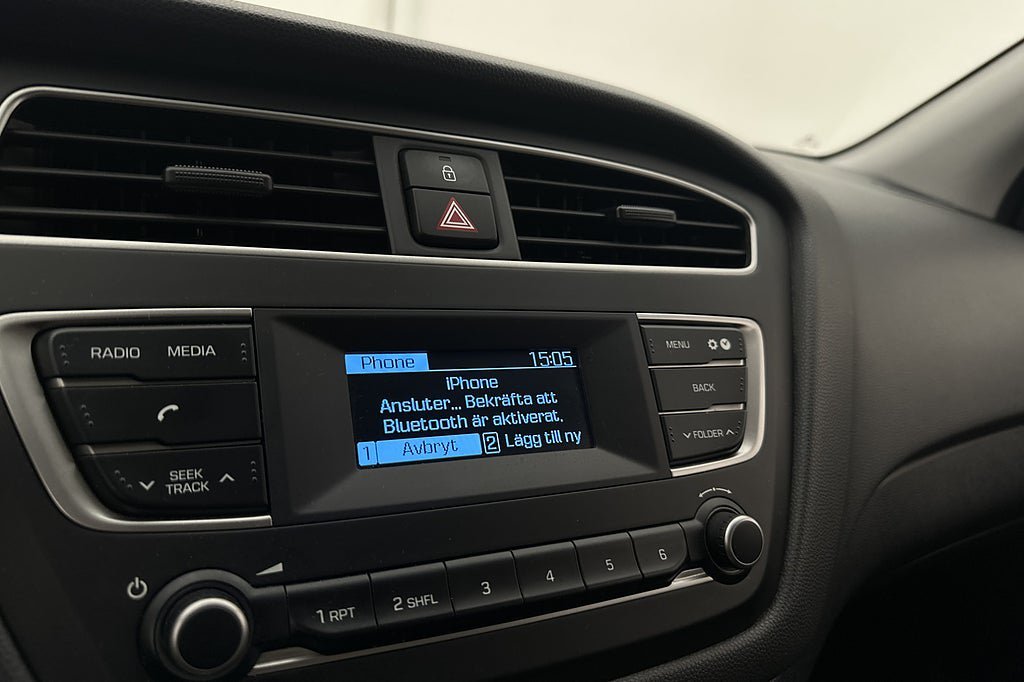 RADIO MEDIA
SEEK
TRACK
Phone 15:05
iPhone
Ansluter... Bekräfta att
Bluetooth är aktiverat.
1 Avbryt 2 Lägg till ny
MENU
BACK
FOLDER
1 RPT 2 SHFL 3 4 5 6